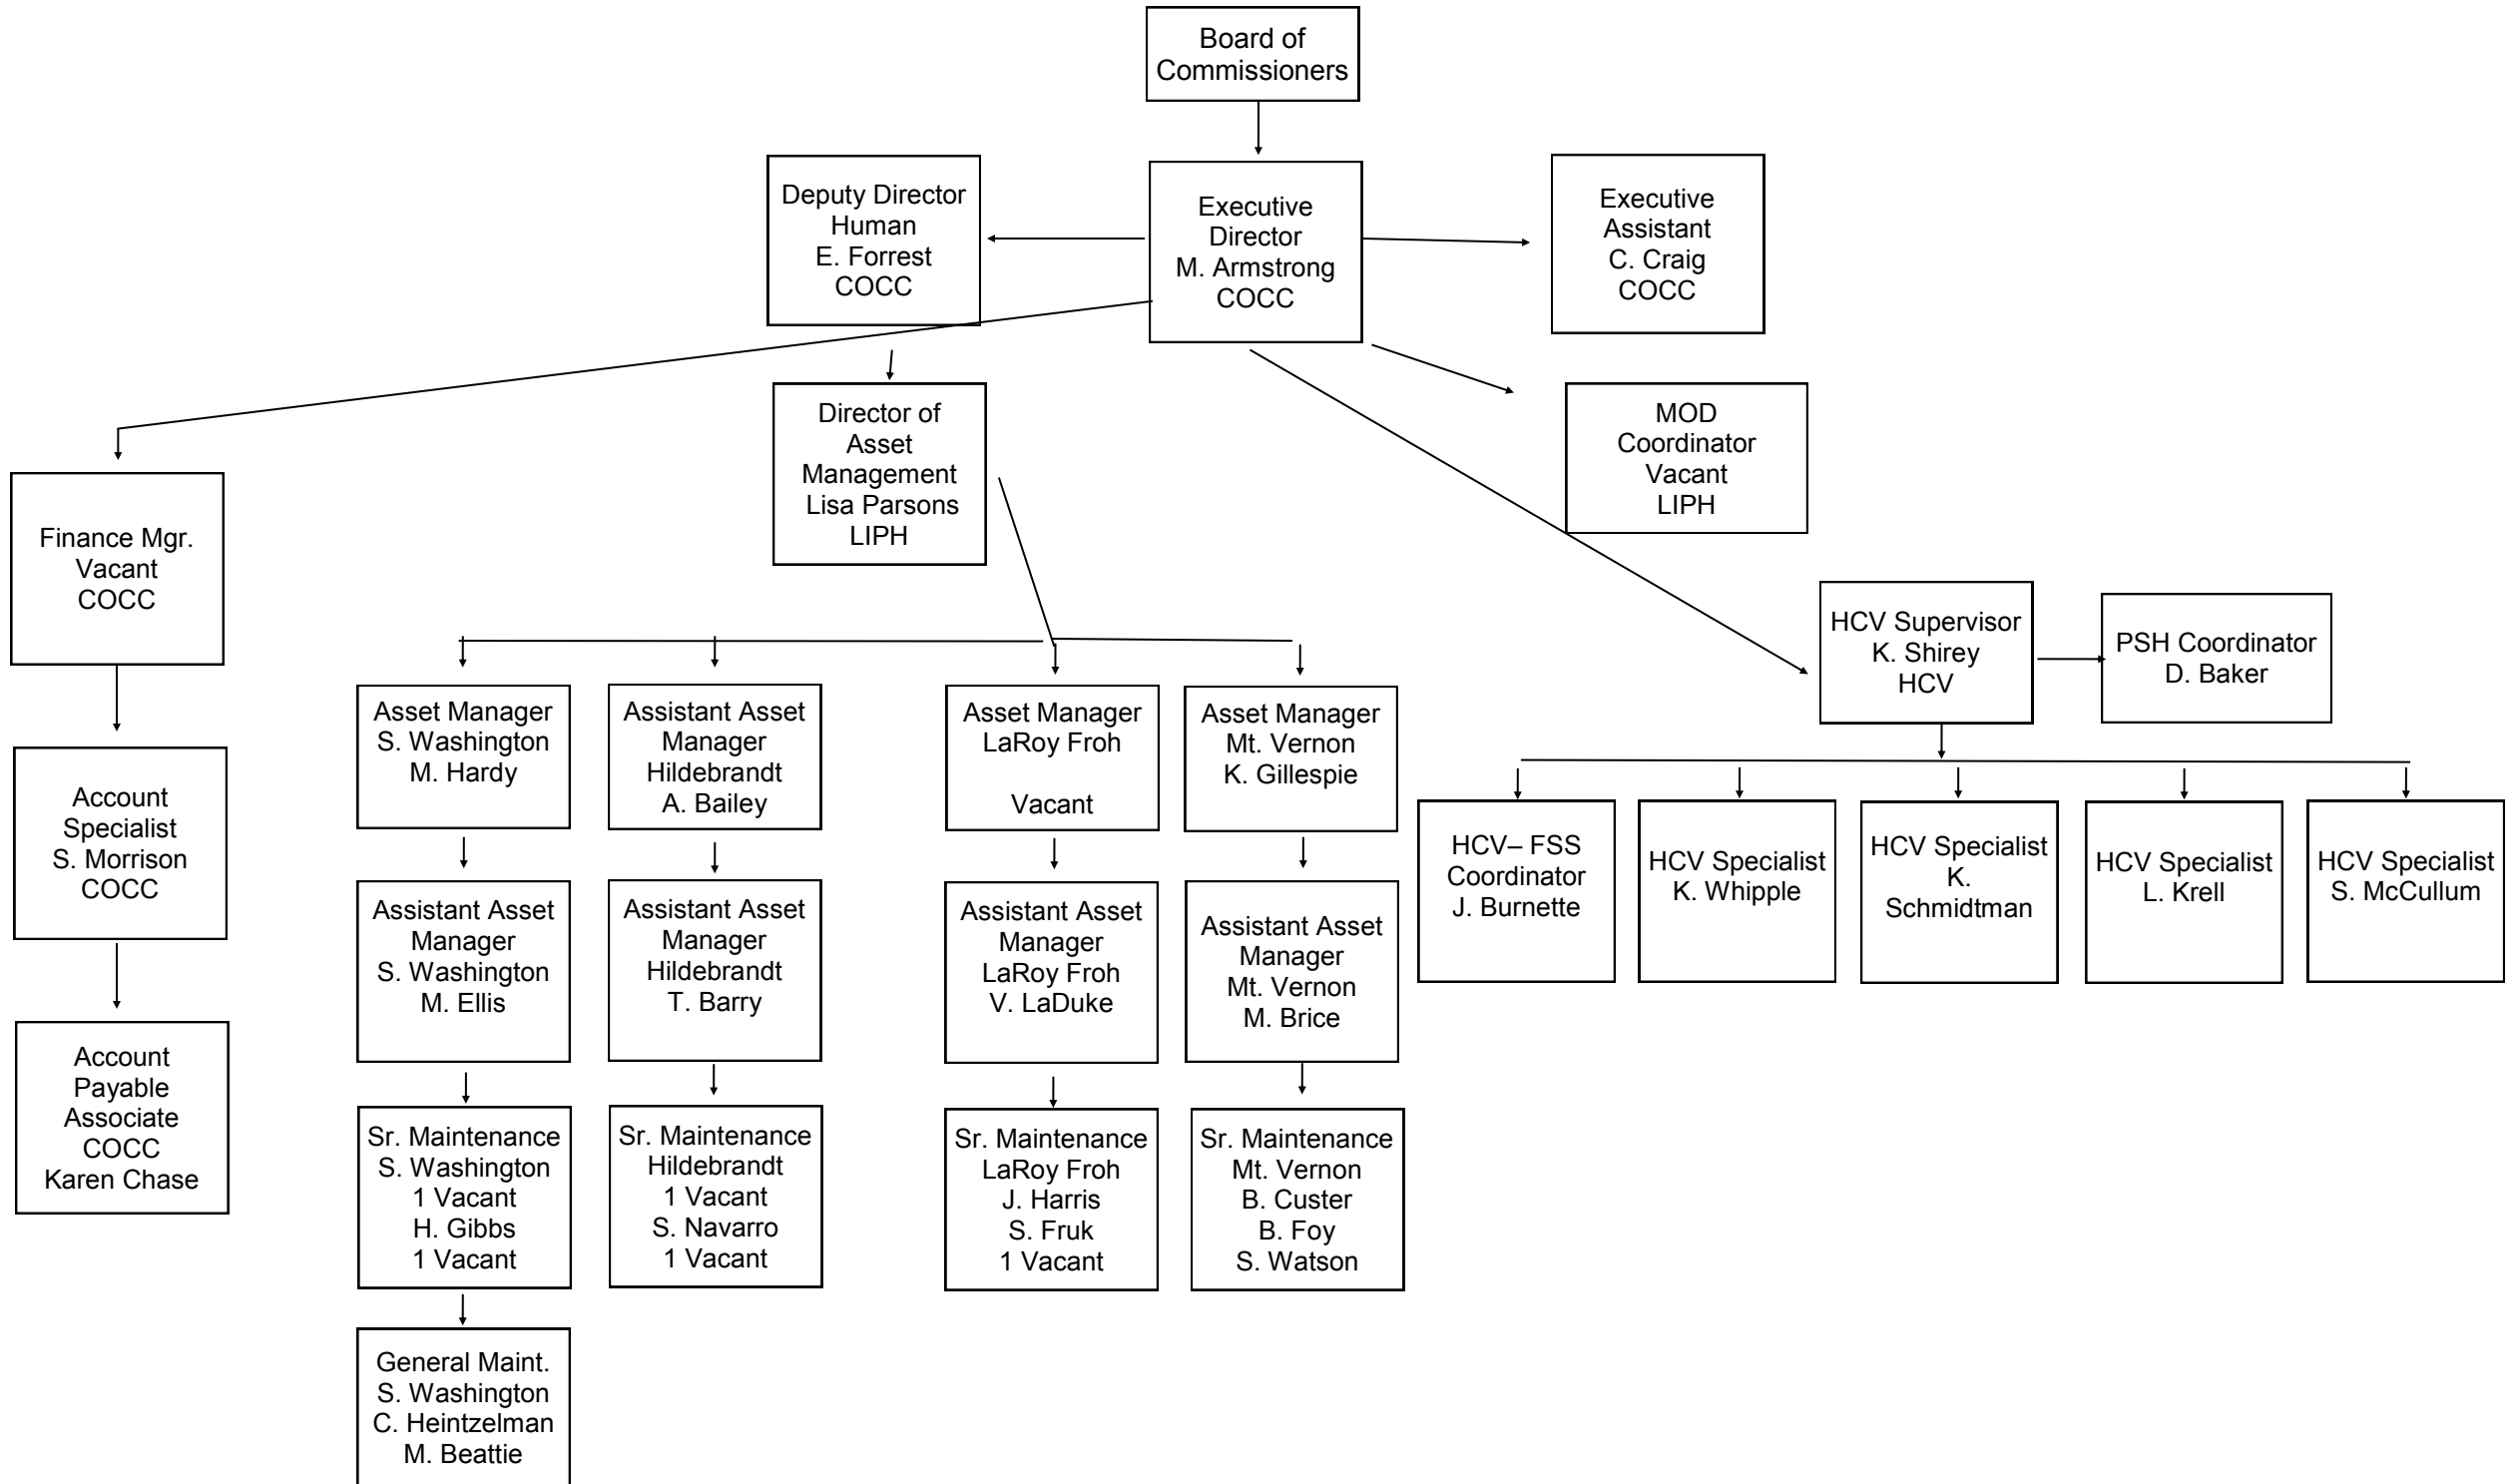 Board of
Commissioners
Deputy Director
Human
E. Forrest
COCC
Executive
Director
M. Armstrong
COCC
Executive
Assistant
C. Craig
COCC
Director of
Asset
Management
Lisa Parsons
LIPH
MOD
Coordinator
Vacant
LIPH
Finance Mgr.
Vacant
COCC
HCV Supervisor
K. Shirey
HCV
PSH Coordinator
D. Baker
Account
Specialist
S. Morrison
COCC
Account
Payable
Associate
COCC
Karen Chase
Asset Manager
S. Washington
M. Hardy
Assistant Asset
Manager
Hildebrandt
A. Bailey
Asset Manager
LaRoy Froh
Vacant
Asset Manager
Mt. Vernon
K. Gillespie
Assistant Asset
Manager
S. Washington
M. Ellis
Assistant Asset
Manager
Hildebrandt
T. Barry
Assistant Asset
Manager
LaRoy Froh
V. LaDuke
Assistant Asset
Manager
Mt. Vernon
M. Brice
HCV– FSS
Coordinator
J. Burnette
HCV Specialist
K. Whipple
HCV Specialist
K.
Schmidtman
HCV Specialist
L. Krell
HCV Specialist
S. McCullum
Sr. Maintenance
S. Washington
1 Vacant
H. Gibbs
1 Vacant
Sr. Maintenance
Hildebrandt
1 Vacant
S. Navarro
1 Vacant
Sr. Maintenance
LaRoy Froh
J. Harris
S. Fruk
1 Vacant
Sr. Maintenance
Mt. Vernon
B. Custer
B. Foy
S. Watson
General Maint.
S. Washington
C. Heintzelman
M. Beattie